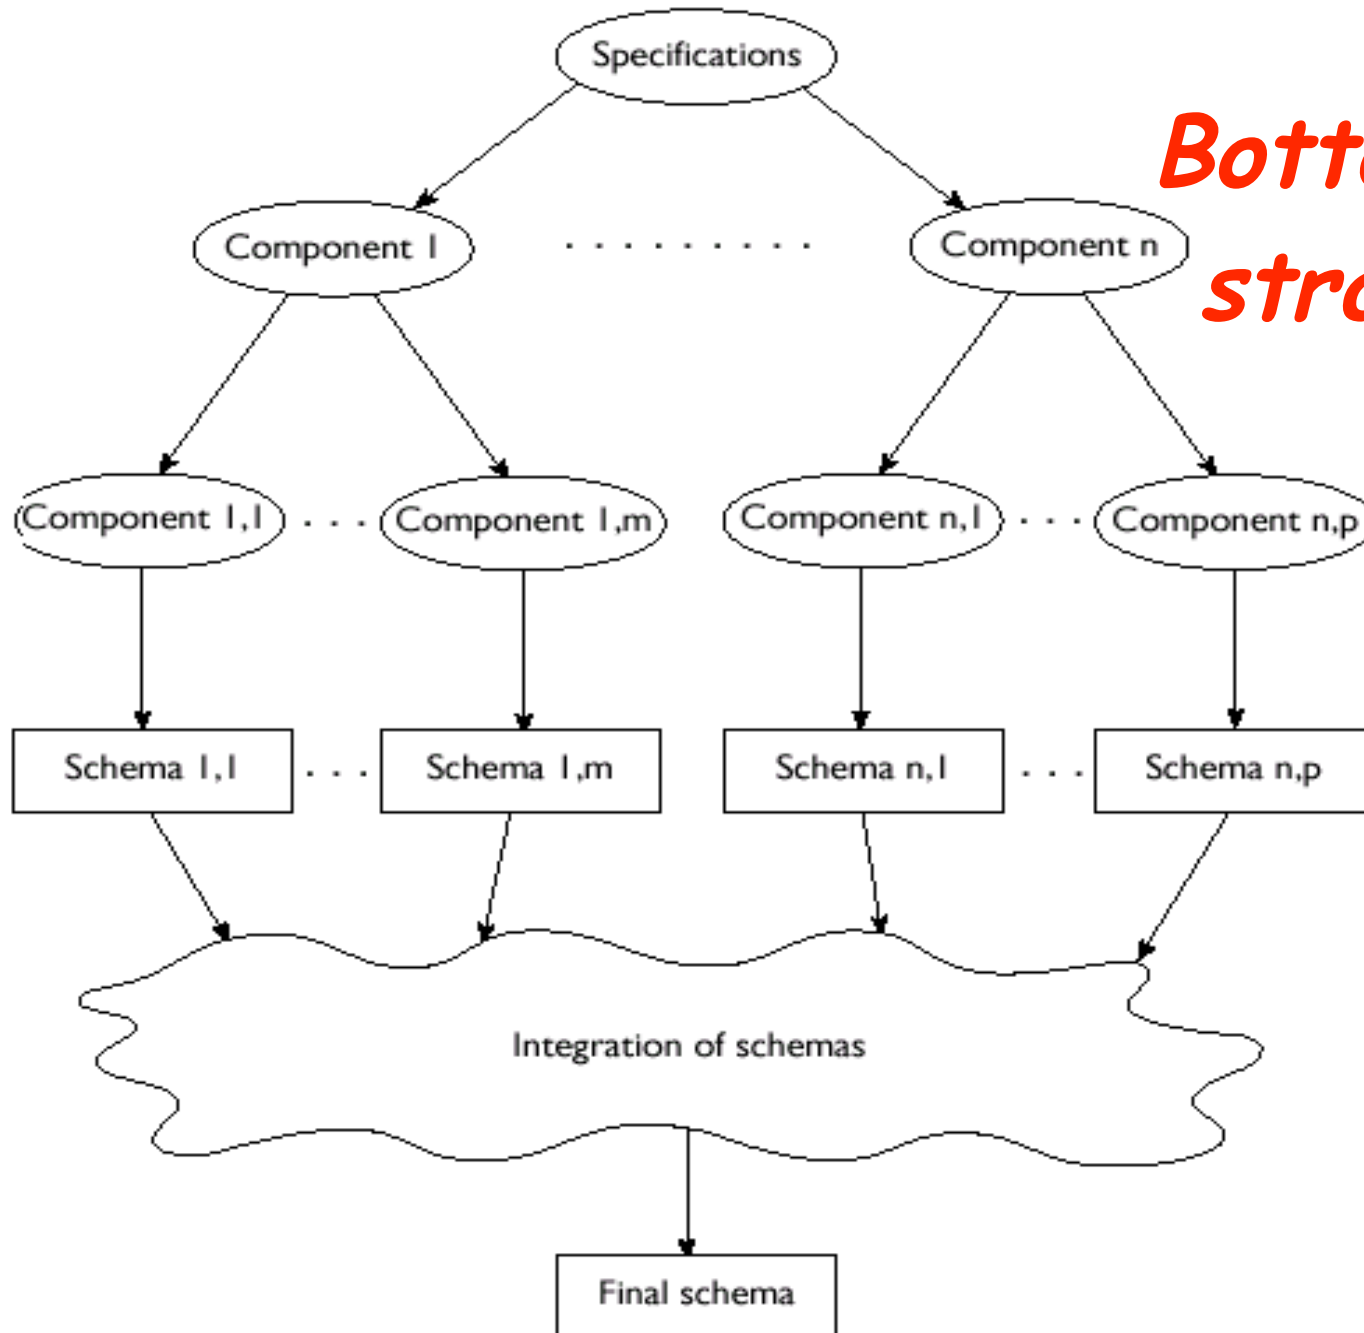 Specifications
Component 1 . . . . . . . . . Component n
Component 1,1 . . . Component 1,m Component n,1 . . . Component n,p
Schema 1,1 . . . Schema 1,m Schema n,1 . . . Schema n,p
Integration of schemas
Final schema